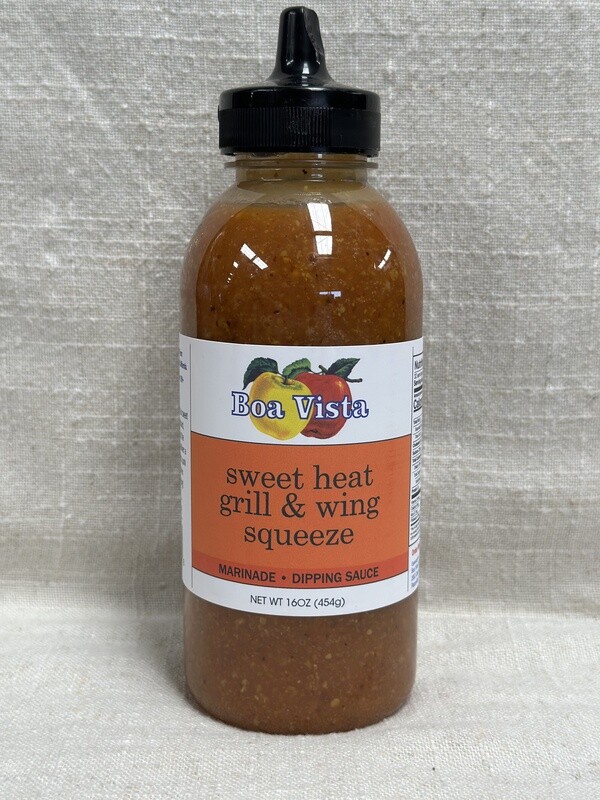 Boa Vista
sweet heat
grill & wing
squeeze
MARINADE • DIPPING SAUCE
NET WT 16OZ (454g)